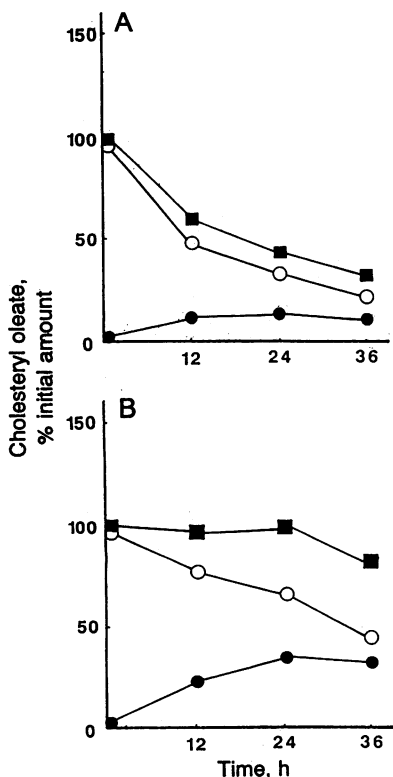 A
150
100
50
0
12 24 36
Cholesteryl oleate,
% initial amount
B
150
100
50
0
12 24 36
Time, h